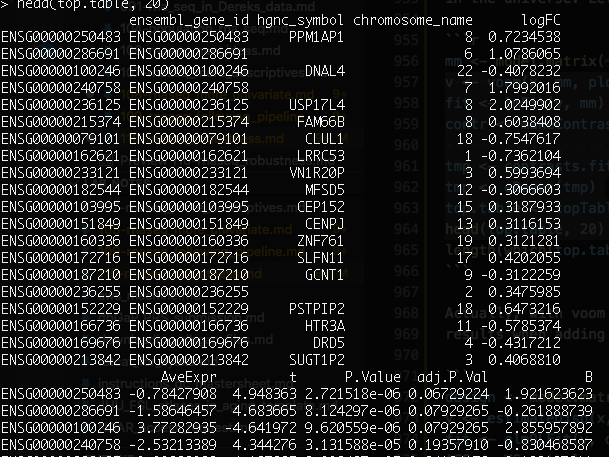 > head(top.table, 20)
ensembl_gene_id hgnc_symbol chromosome_name logFC
ENSG00000250483 ENSG00000250483 PPM1AP1 8 0.7234538
ENSG00000286691 ENSG00000286691 6 1.0786065
ENSG00000100246 ENSG00000100246 DNAL4 22 -0.4078232
ENSG00000240758 ENSG00000240758 7 1.7992016
ENSG00000236125 ENSG00000236125 USP17L4 8 2.0249902
ENSG00000215374 ENSG00000215374 FAM66B 8 0.6038408
ENSG00000079101 ENSG00000079101 CLUL1 18 -0.7547617
ENSG00000162621 ENSG00000162621 LRRC53 1 -0.7362104
ENSG00000233121 ENSG00000233121 VN1R20P 3 0.5993694
ENSG00000182544 ENSG00000182544 MFSD5 12 -0.3066603
ENSG00000103995 ENSG00000103995 CEP152 15 0.3187933
ENSG00000151849 ENSG00000151849 CENPJ 13 0.3116153
ENSG00000160336 ENSG00000160336 ZNF761 19 0.3121281
ENSG00000172716 ENSG00000172716 SLFN11 17 0.4202055
ENSG00000187210 ENSG00000187210 GCNT1 9 -0.3122259
ENSG00000236255 ENSG00000236255 2 0.3475985
ENSG00000152229 ENSG00000152229 PSTPIP2 18 0.6473216
ENSG00000166736 ENSG00000166736 HTR3A 11 -0.5785374
ENSG00000169676 ENSG00000169676 DRD5 4 -0.4317212
ENSG00000213842 ENSG00000213842 SUGT1P2 3 0.4068810
AveExpr t P.Value adj.P.Val B
ENSG00000250483 -0.78427908 4.948363 2.721518e-06 0.06729224 1.921623623
ENSG00000286691 -1.58646457 4.683665 8.124297e-06 0.07929265 -0.261888739
ENSG00000100246 3.77282935 -4.641972 9.620559e-06 0.07929265 2.855957892
ENSG00000240758 -2.53213389 4.344276 3.131588e-05 0.19357910 -0.830468587